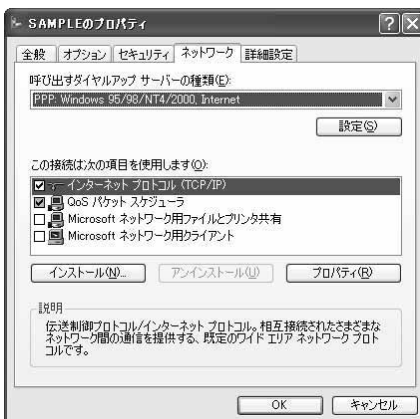 SAMPLEのプロパティ
全般 オプション セキュリティ ネットワーク 詳細設定
呼び出すダイヤルアップ サーバーの種類(E):
PPP: Windows 95/98/NT4/2000, Internet
設定(S)
この接続は次の項目を使用します(O):
インターネット プロトコル (TCP/IP)
QoS パケット スケジューラ
Microsoft ネットワーク用ファイルとプリンタ共有
Microsoft ネットワーク用クライアント
インストール(N)... アンインストール(U) プロパティ(R)
説明
伝送制御プロトコル/インターネット プロトコル。相互接続されたさまざまな
ネットワーク間の通信を提供する、既定のワイド エリア ネットワーク プロト
コルです。
OK キャンセル